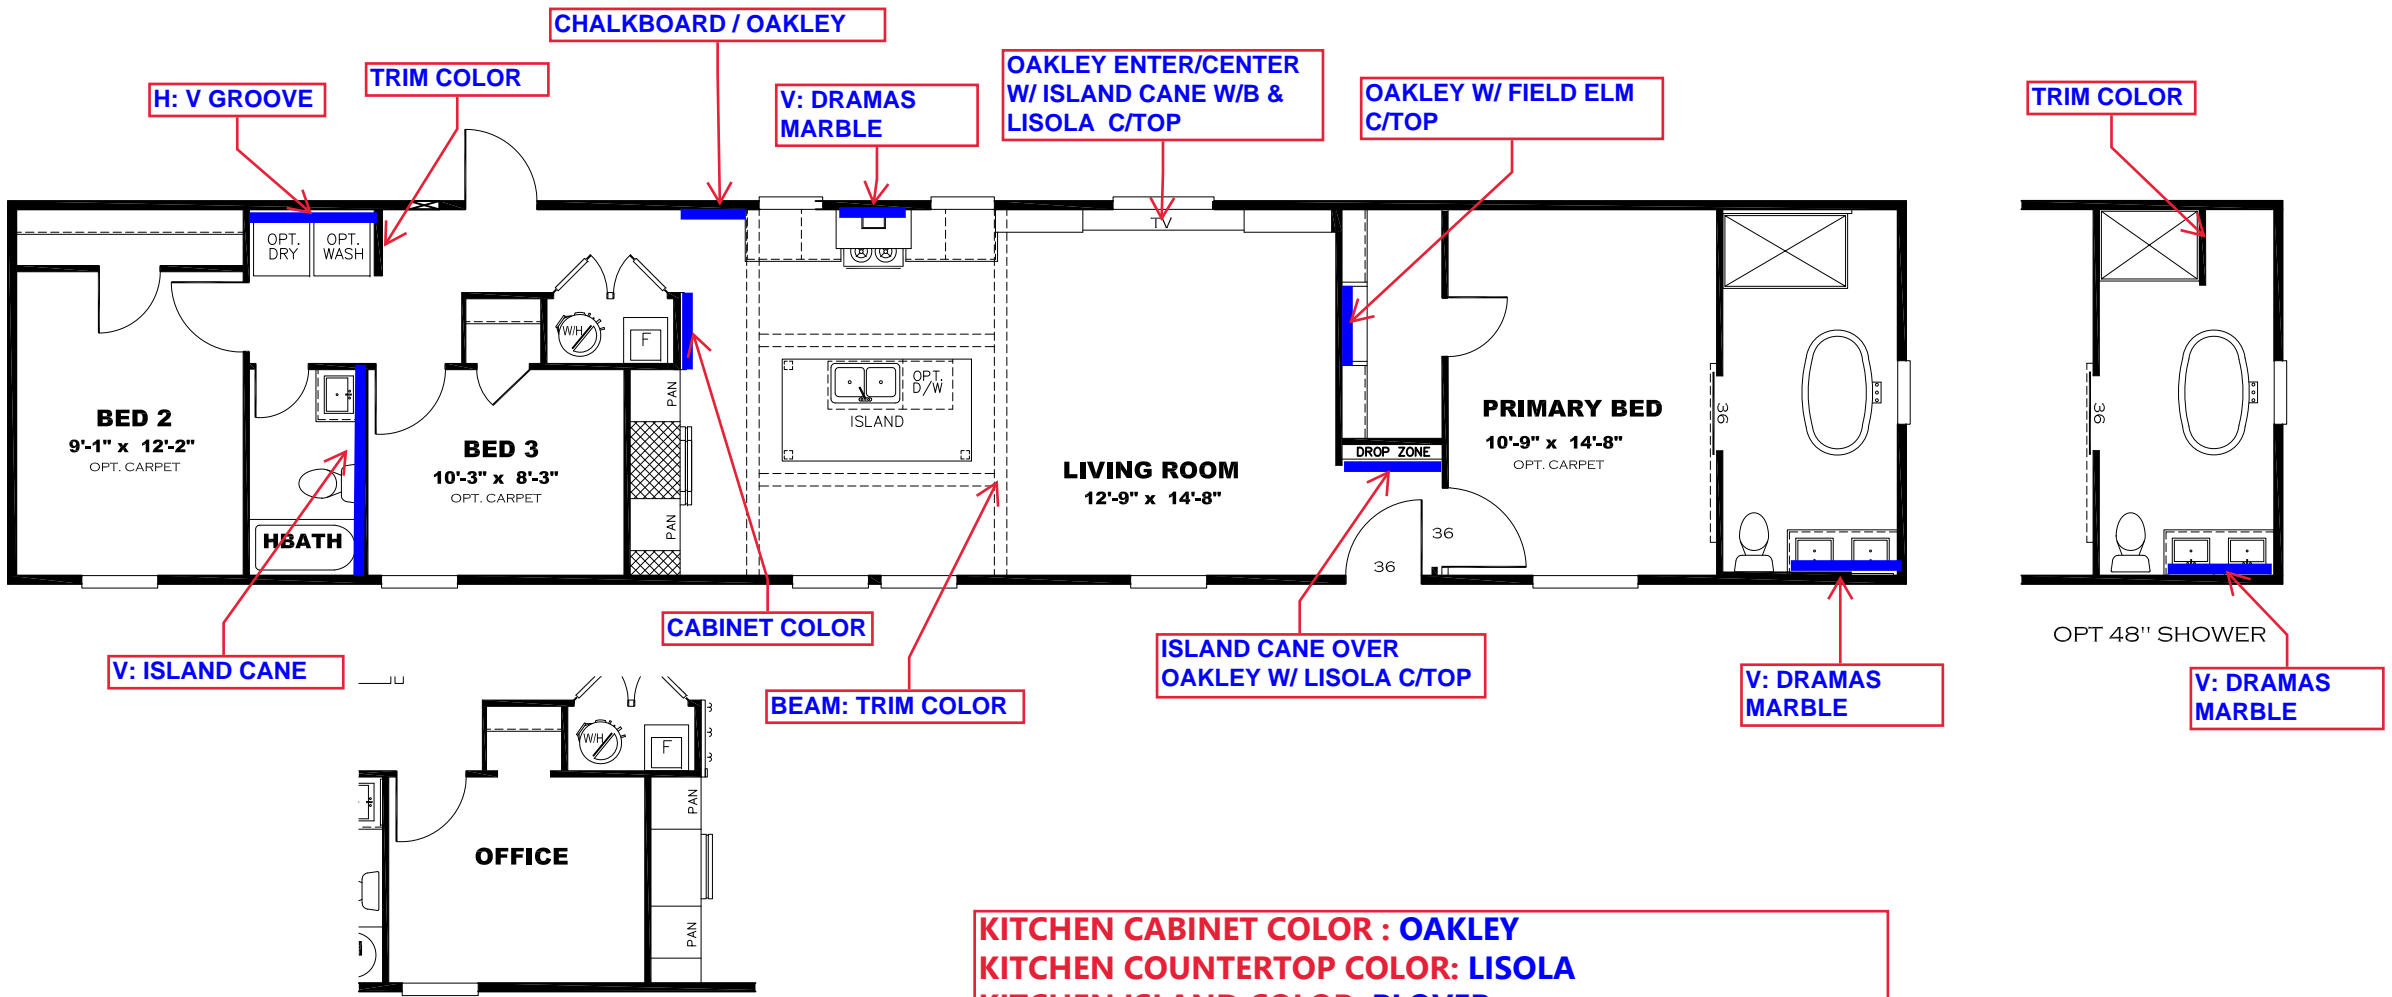 CHALKBOARD / OAKLEY
TRIM COLOR
H: V GROOVE
V: DRAMAS
MARBLE
OAKLEY ENTER/CENTER
W/ ISLAND CANE W/B &
LISOLA C/TOP
OAKLEY W/ FIELD ELM
C/TOP
TRIM COLOR
OPT.
DRY
OPT.
WASH
TV
W/H
F
PAN
OPT.
D/W
ISLAND
BED 2
9'-1" x 12'-2"
OPT. CARPET
BED 3
10'-3" x 8'-3"
OPT. CARPET
HBATH
PAN
LIVING ROOM
12'-9" x 14'-8"
DROP ZONE
PRIMARY BED
10'-9" x 14'-8"
OPT. CARPET
36
36
36
36
OPT 48" SHOWER
V: ISLAND CANE
CABINET COLOR
BEAM: TRIM COLOR
ISLAND CANE OVER
OAKLEY W/ LISOLA C/TOP
V: DRAMAS
MARBLE
V: DRAMAS
MARBLE
W/H
F
PAN
OFFICE
PAN
KITCHEN CABINET COLOR : OAKLEY
KITCHEN COUNTERTOP COLOR: LISOLA
KITCHEN ISLAND COLOR: PLOVER